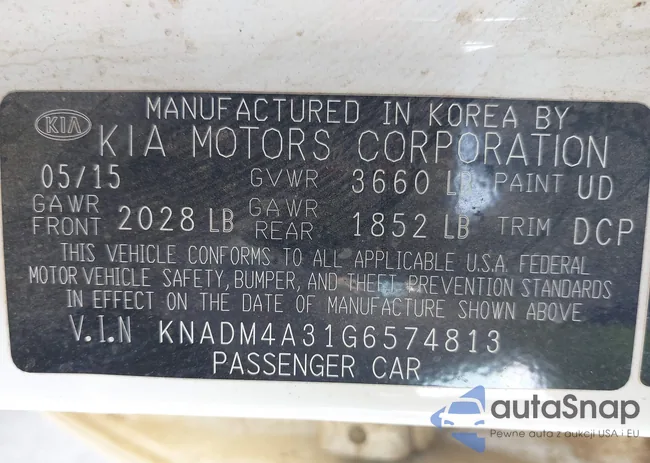 MANUFACTURED IN KOREA BY
KIA KIA MOTORS CORPORATION
05/15 GVWR 3660 LB PAINT UD
GAWR FRONT 2028 LB GAWR REAR 1852 LB TRIM DCP
THIS VEHICLE CONFORMS TO ALL APPLICABLE U.S.A. FEDERAL
MOTOR VEHICLE SAFETY, BUMPER, AND THEFT PREVENTION STANDARDS
IN EFFECT ON THE DATE OF MANUFACTURE SHOWN ABOVE
V.I.N KNADM4A31G6574813
PASSENGER CAR
autaSnap
Pewne auta z aukcji USA i EU